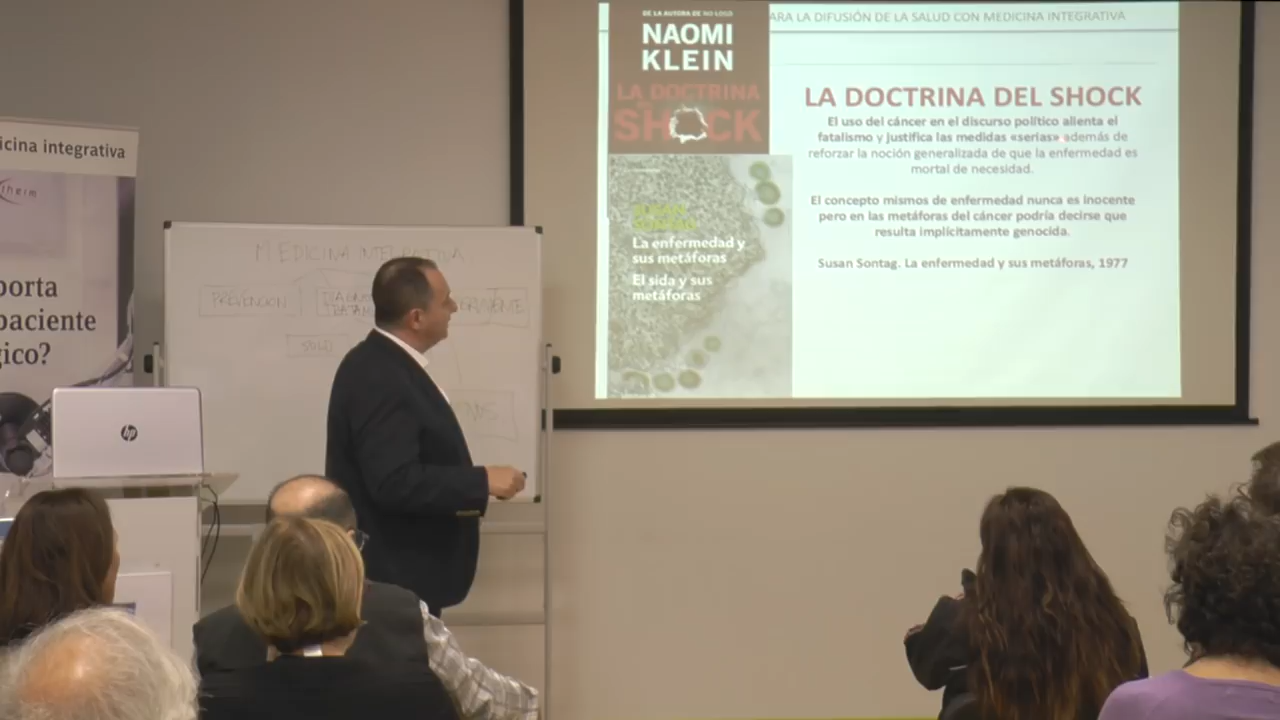 ARA LA DIFUSIÓN DE LA SALUD CON MEDICINA INTEGRATIVA
DE LA AUTORA DE NO LOGO
NAOMI
KLEIN
LA DOCTRINA
SHOCK
LA DOCTRINA DEL SHOCK
El uso del cáncer en el discurso político alienta el
fatalismo y justifica las medidas «serias» además de
reforzar la noción generalizada de que la enfermedad es
mortal de necesidad.
El concepto mismos de enfermedad nunca es inocente
pero en las metáforas del cáncer podría decirse que
resulta implícitamente genocida.
Susan Sontag. La enfermedad y sus metáforas, 1977
La enfermedad y
sus metáforas
El sida y sus
metáforas
icina integrativa
porta
paciente
gico?
MEDICINA INTEGRATIVA
PREVENCION
hp